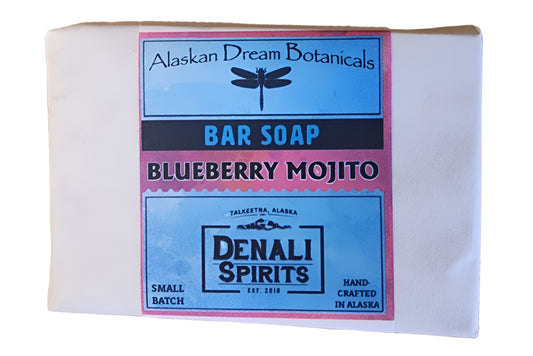 Alaskan Dream Botanicals
BAR SOAP
BLUEBERRY MOJITO
TALKEETNA, ALASKA
DENALI
SPIRITS
EST. 2016
SMALL
BATCH
HAND-
CRAFTED
IN ALASKA